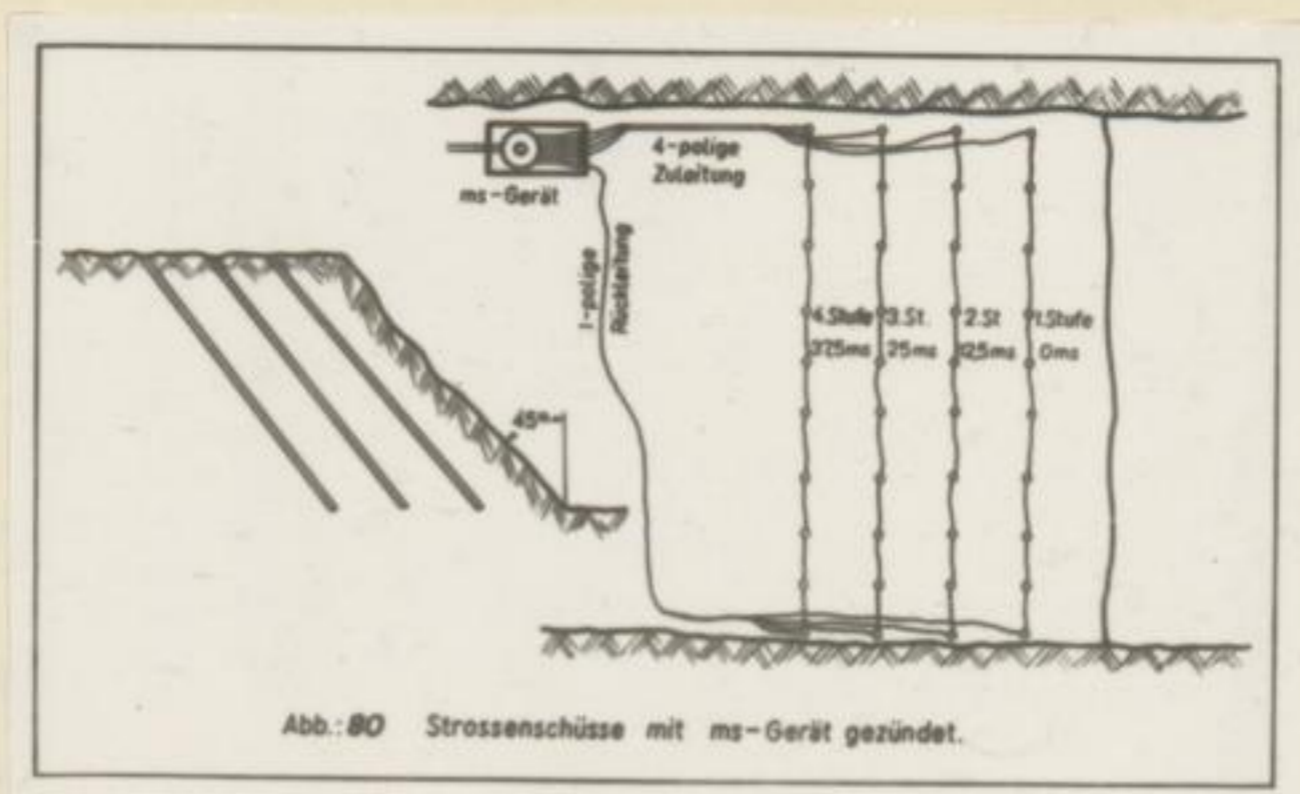 4-polige
Zuleitung
ms-Gerät
1-polige
Rückleitung
4.Stufe 3.St. 2.St 1.Stufe
37,5ms 25ms 12,5ms 0ms
45°
Abb.: 80 Strossenschüsse mit ms-Gerät gezündet.